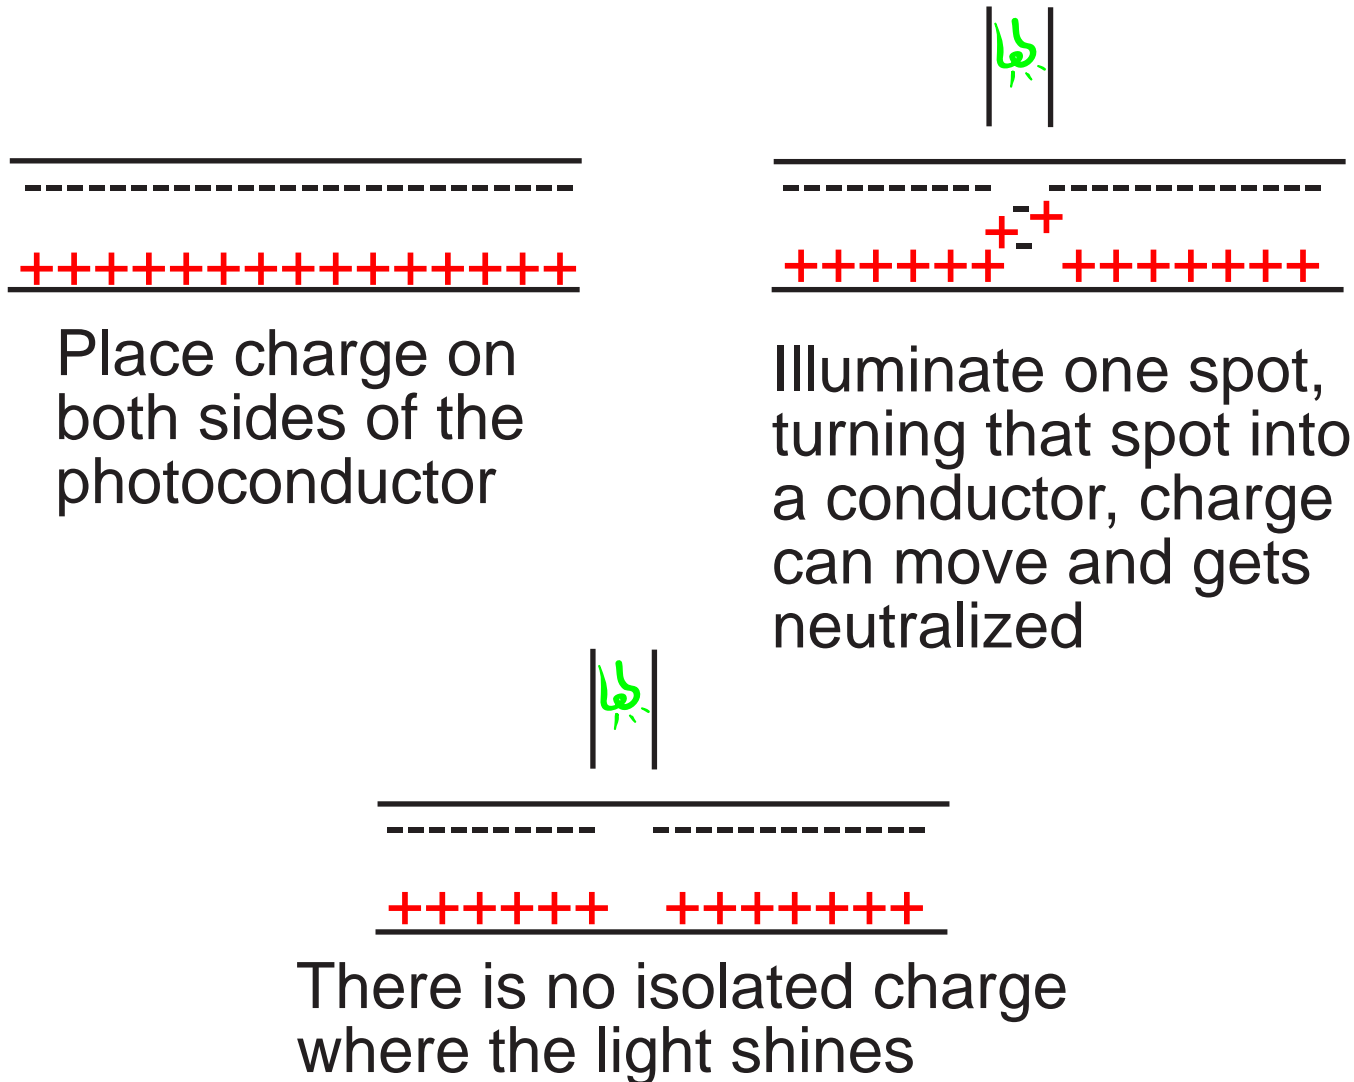 Place charge on
both sides of the
photoconductor
Illuminate one spot,
turning that spot into
a conductor, charge
can move and gets
neutralized
There is no isolated charge
where the light shines